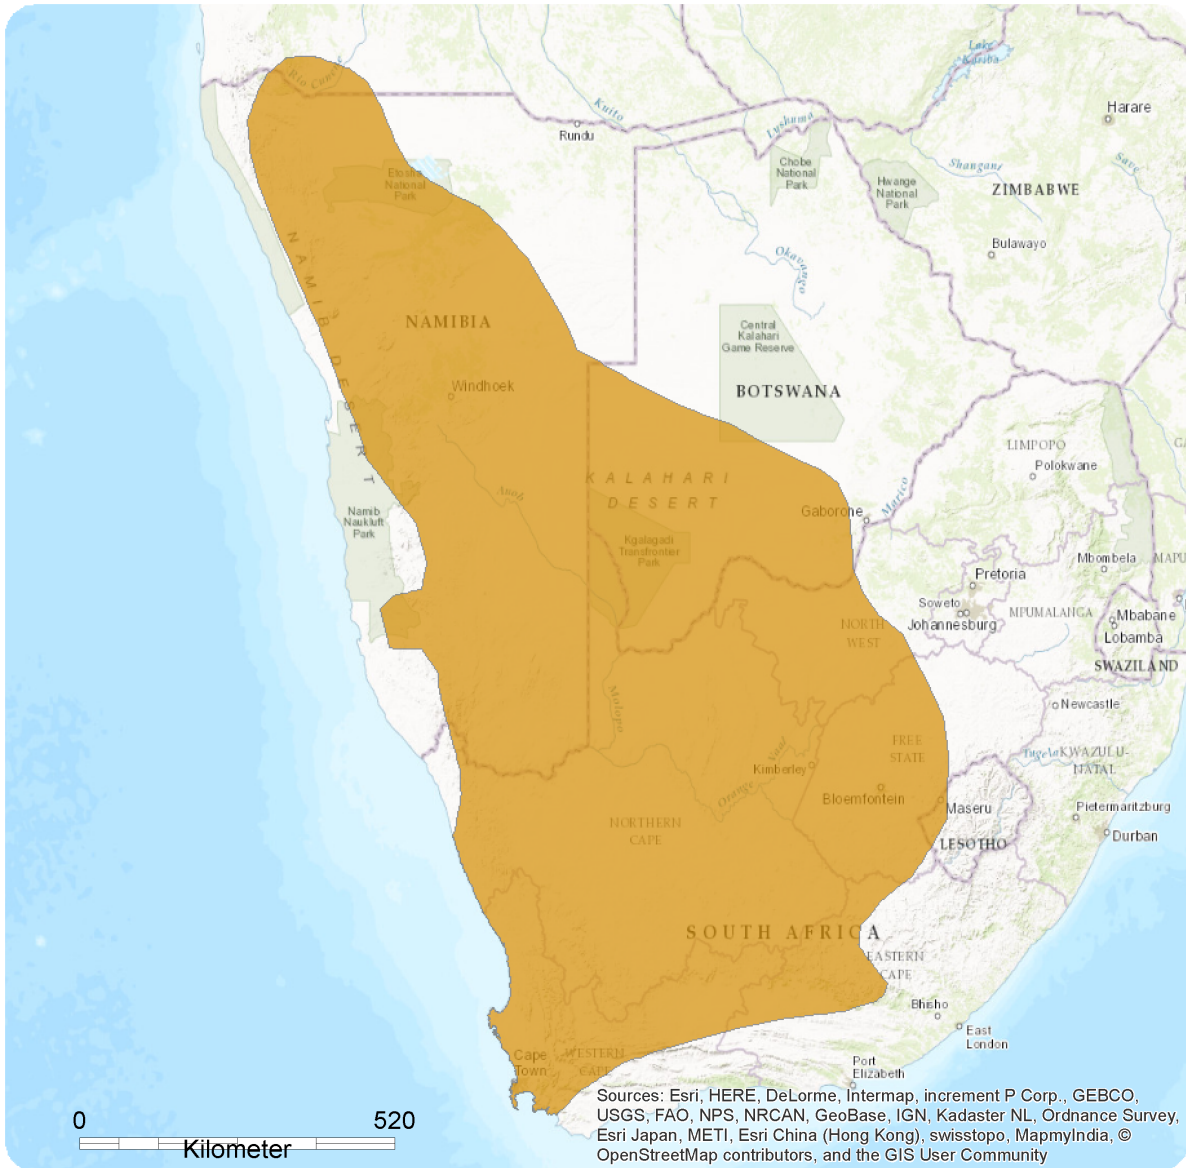 Lake
Kariba
Rio Cunene
Harare
Kuito
Lyshuma
Rundu
Save
Chobe
National
Park
Shangani
Etosha
National
Park
Hwange
National
Park
ZIMBABWE
Bulawayo
Okavango
NAMIB DESERT
NAMIBIA
Central
Kalahari
Game Reserve
Windhoek
BOTSWANA
LIMPOPO
Polokwane
KALAHARI
DESERT
Auob
Marico
Gaborone
Namib
Naukluft
Park
Kgalagadi
Transfrontier
Park
Mbombela
MAPU
Pretoria
Soweto
Johannesburg
MPUMALANGA
Mbabane
Lobamba
NORTH
WEST
SWAZILAND
Molopo
Newcastle
FREE
STATE
Vaal
Tugela
KWAZULU-
NATAL
Kimberley
Orange
Bloemfontein
Maseru
Pietermaritzburg
NORTHERN
CAPE
LESOTHO
Durban
SOUTH AFRICA
EASTERN
CAPE
Bhisho
East
London
Cape
Town
WESTERN
CAPE
Port
Elizabeth
0 520
Kilometer
Sources: Esri, HERE, DeLorme, Intermap, increment P Corp., GEBCO,
USGS, FAO, NPS, NRCAN, GeoBase, IGN, Kadaster NL, Ordnance Survey,
Esri Japan, METI, Esri China (Hong Kong), swisstopo, MapmyIndia, ©
OpenStreetMap contributors, and the GIS User Community